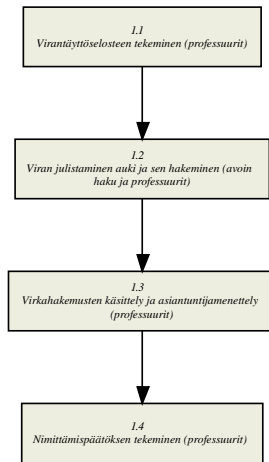 1.1
Virantäyttöselosteen tekeminen (professuurit)
1.2
Viran julistaminen auki ja sen hakeminen (avoin
haku ja professuurit)
1.3
Virkahakemusten käsittely ja asiantuntijamenettely
(professuurit)
1.4
Nimittämispäätöksen tekeminen (professuurit)